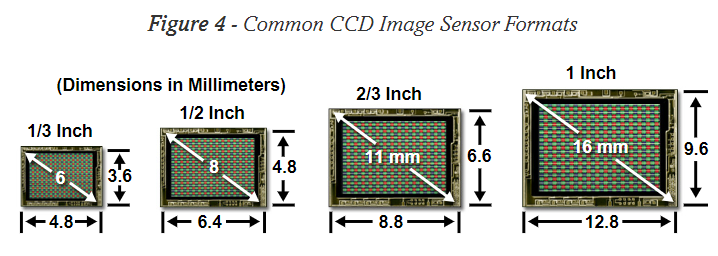 Figure 4 - Common CCD Image Sensor Formats
(Dimensions in Millimeters)
1/3 Inch
6
3.6
4.8
1/2 Inch
8
4.8
6.4
2/3 Inch
11 mm
6.6
8.8
1 Inch
16 mm
9.6
12.8